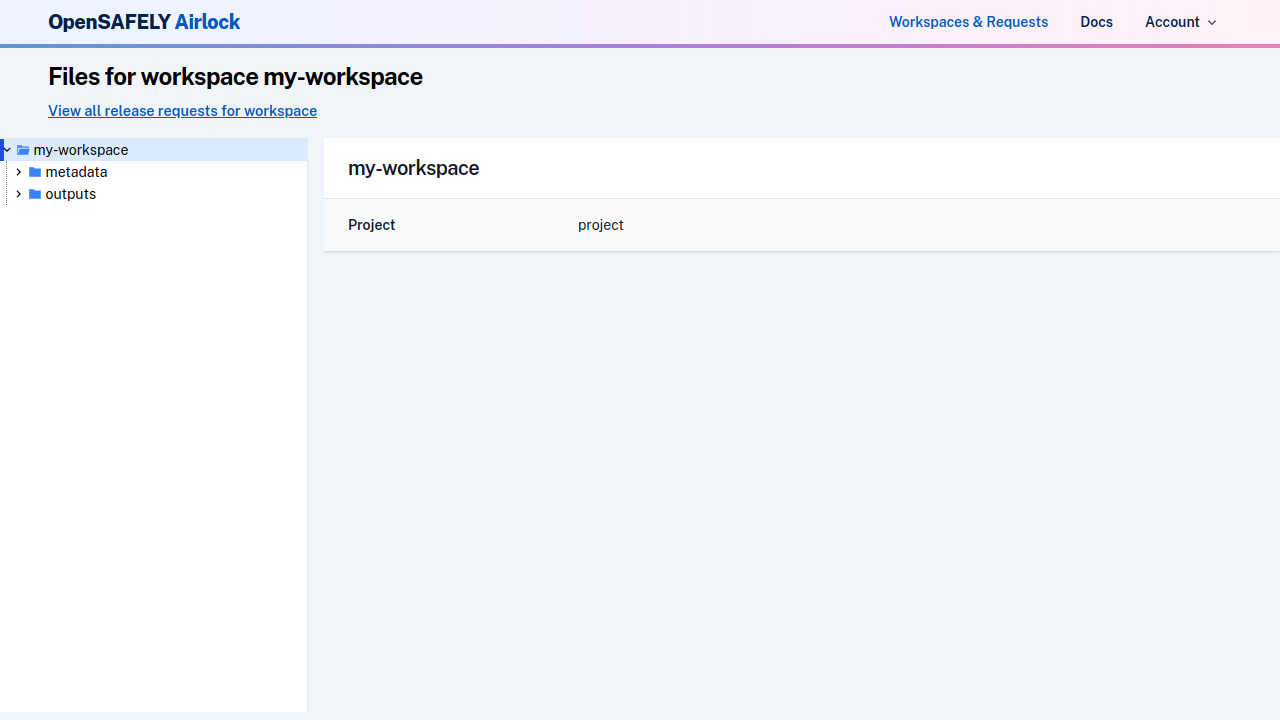 OpenSAFELY Airlock
Workspaces & Requests
Docs
Account
Files for workspace my-workspace
View all release requests for workspace
my-workspace
metadata
outputs
my-workspace
Project
project